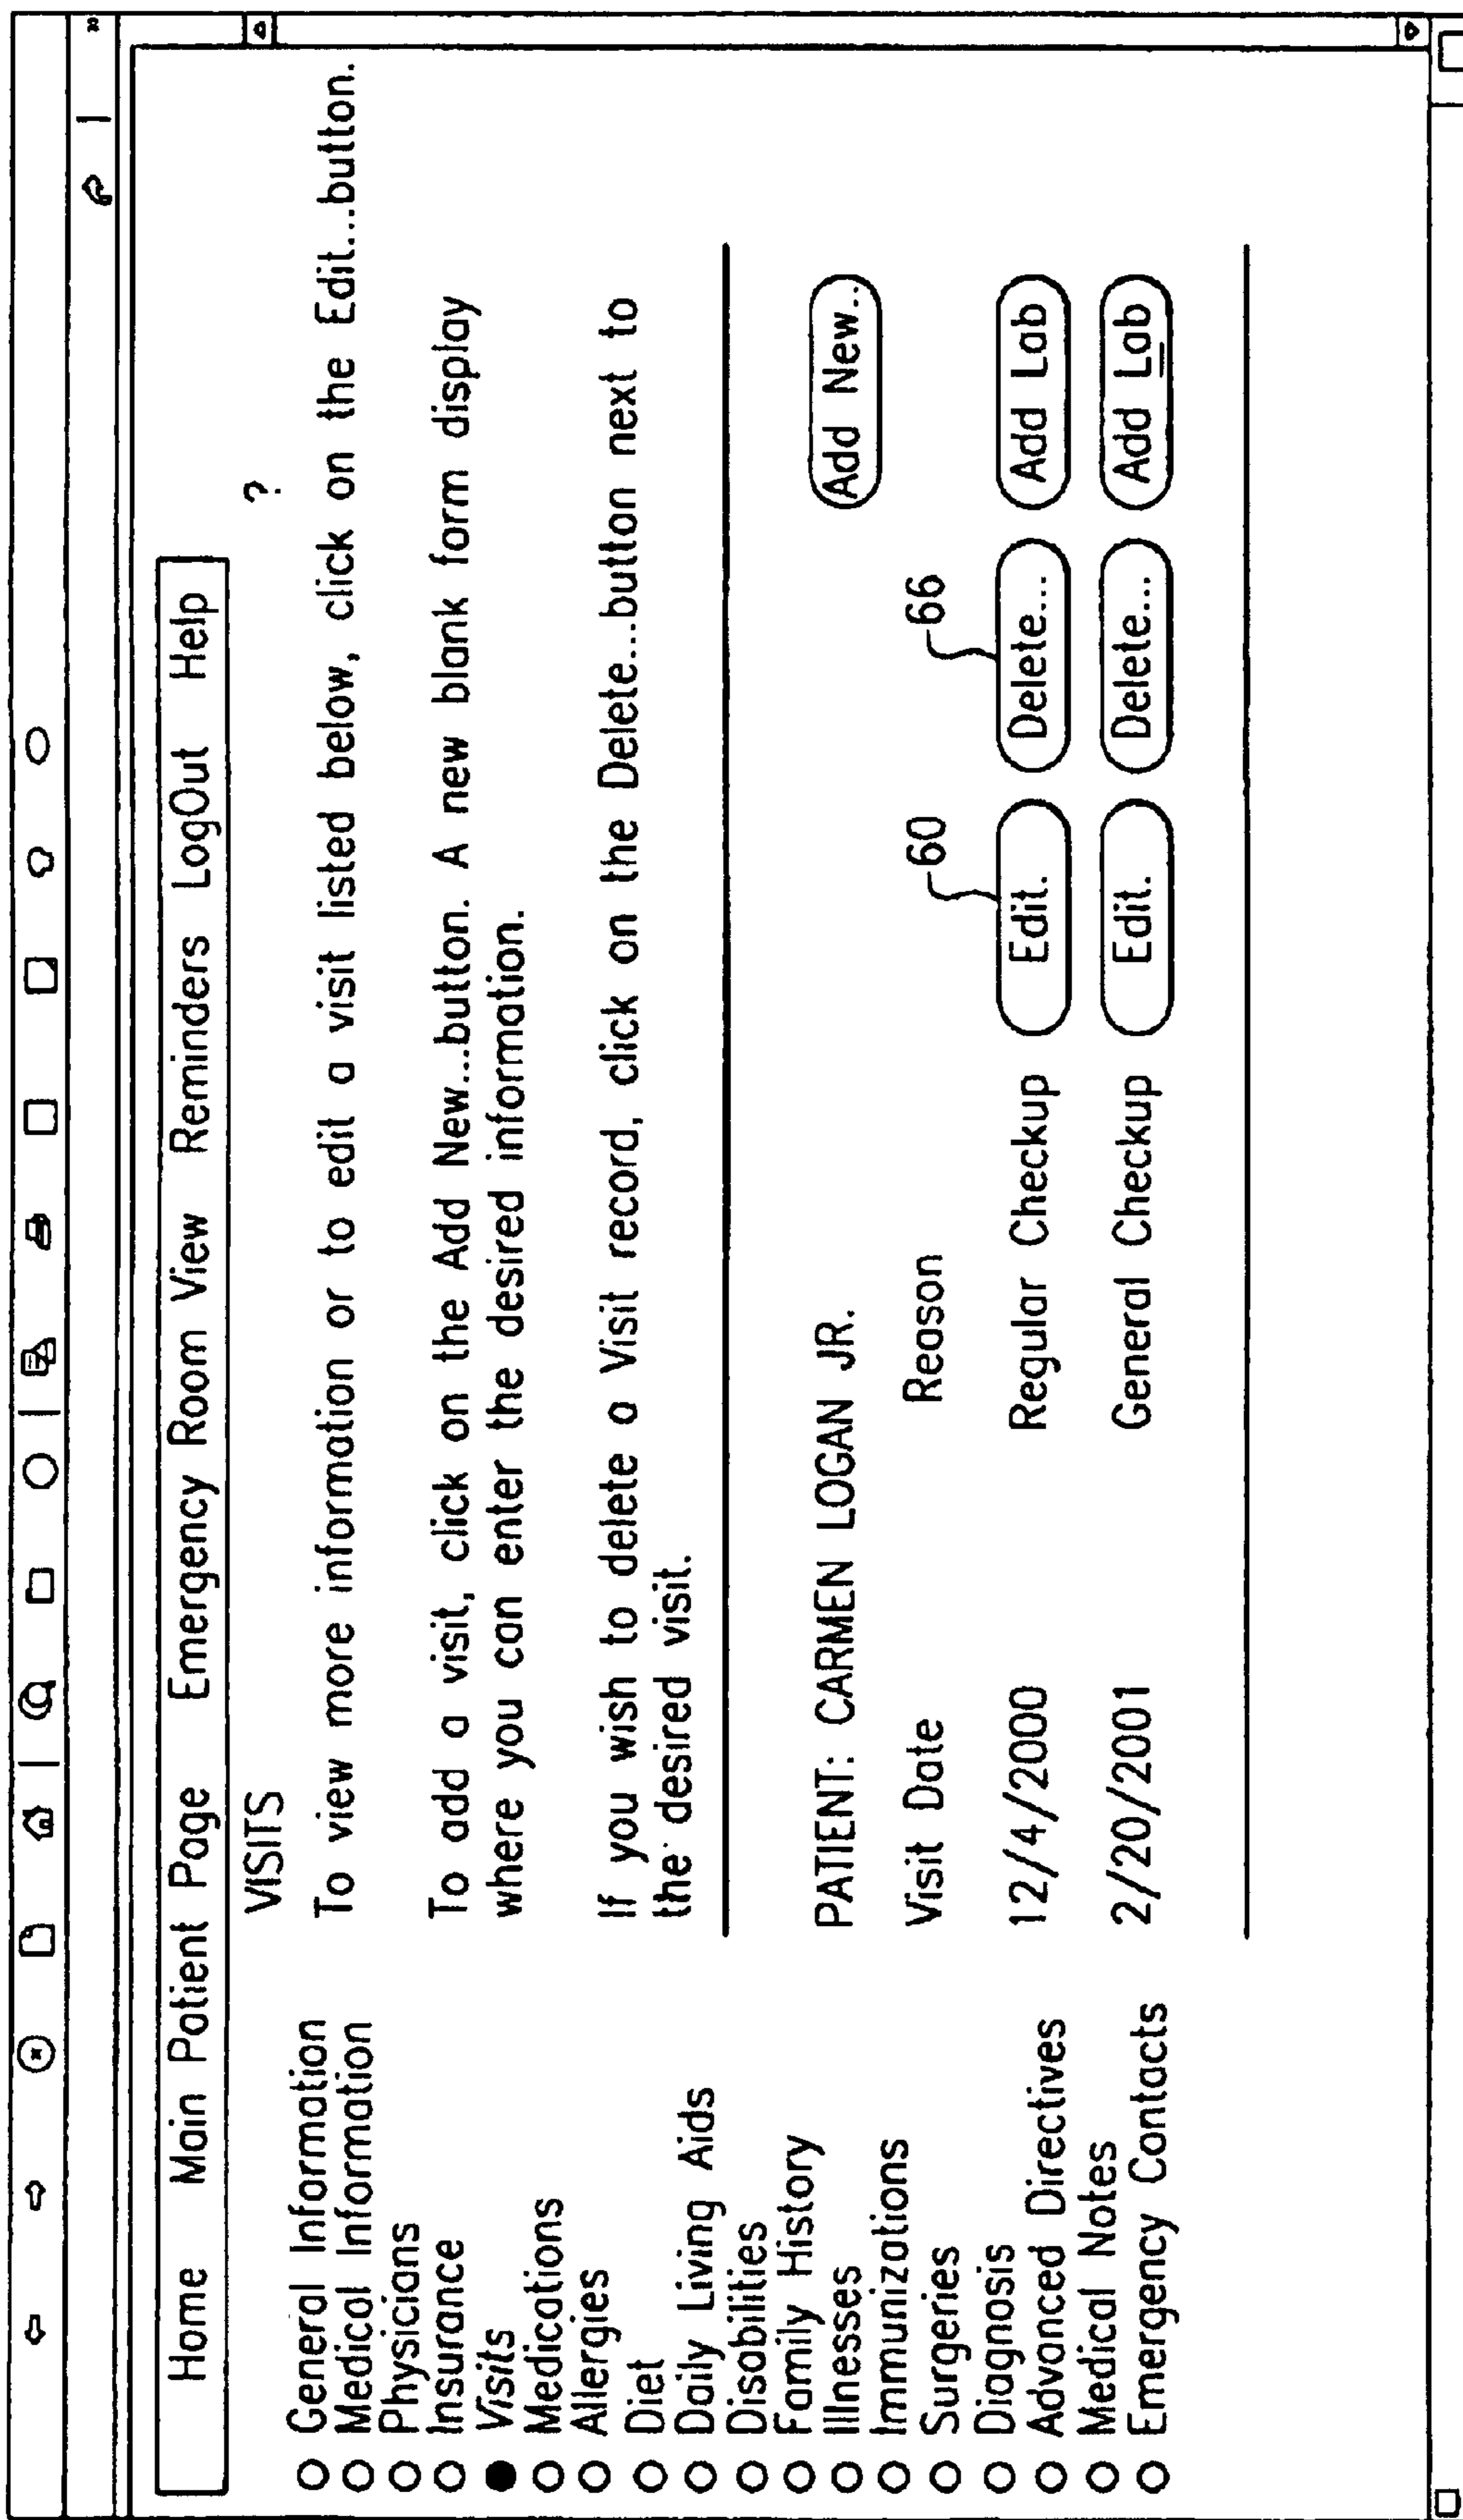 Home Main Patient Page Emergency Room View Reminders LogOut Help
General Information
Medical Information
Physicians
Insurance
Visits
Medications
Allergies
Diet
Daily Living Aids
Disabilities
Family History
Illnesses
Immunizations
Surgeries
Diagnosis
Advanced Directives
Medical Notes
Emergency Contacts
VISITS ?
To view more information or to edit a visit listed below, click on the Edit...button.
To add a visit, click on the Add New...button. A new blank form display
where you can enter the desired information.
If you wish to delete a Visit record, click on the Delete...button next to
the desired visit.
PATIENT: CARMEN LOGAN JR. Add New...
Visit Date Reason 60 66
12/4/2000 Regular Checkup Edit. Delete... Add Lab
2/20/2001 General Checkup Edit. Delete... Add Lab